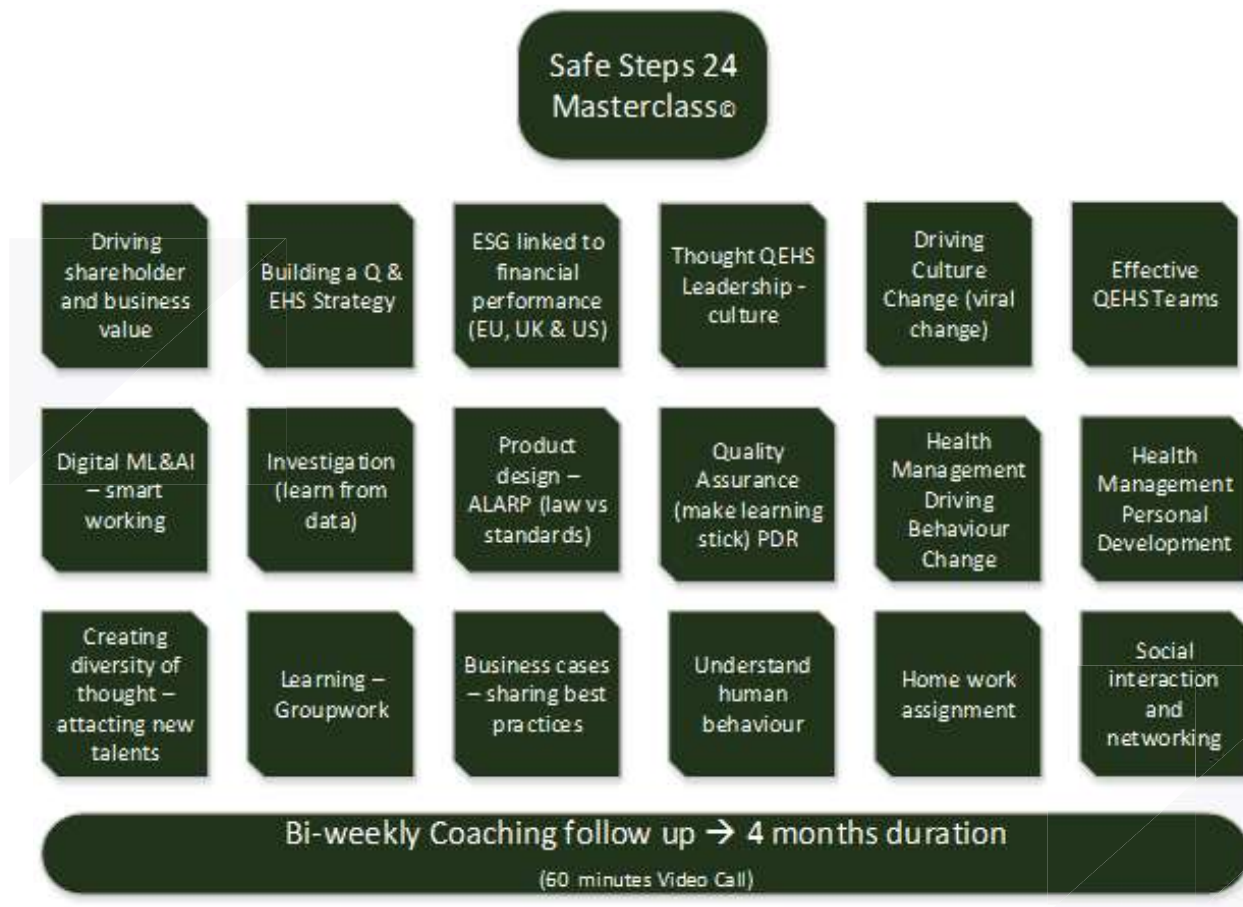 Safe Steps 24
Masterclass©
Driving
shareholder
and business
value
Building a Q &
EHS Strategy
ESG linked to
financial
performance
(EU, UK & US)
Thought QEHS
Leadership -
culture
Driving
Culture
Change (viral
change)
Effective
QEHS Teams
Digital ML&AI
– smart
working
Investigation
(learn from
data)
Product
design –
ALARP (law vs
standards)
Quality
Assurance
(make learning
stick) PDR
Health
Management
Driving
Behaviour
Change
Health
Management
Personal
Development
Creating
diversity of
thought –
attacting new
talents
Learning –
Groupwork
Business cases
– sharing best
practices
Understand
human
behaviour
Home work
assignment
Social
interaction
and
networking
Bi-weekly Coaching follow up → 4 months duration
(60 minutes Video Call)